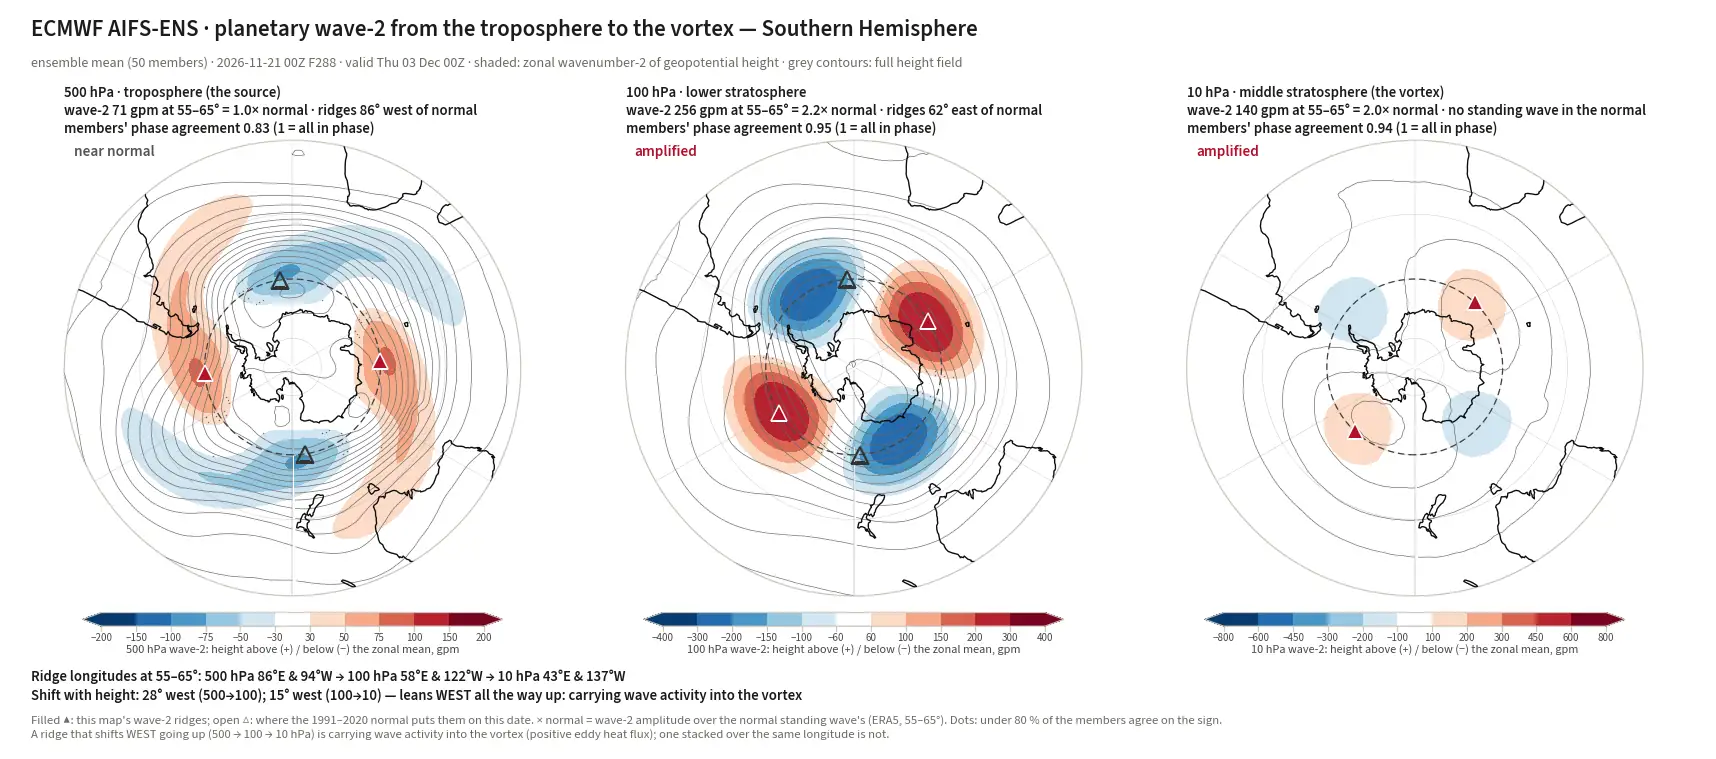 ECMWF AIFS-ENS · planetary wave-2 from the troposphere to the vortex — Southern Hemisphere
ensemble mean (50 members) · 2026-11-21 00Z F288 · valid Thu 03 Dec 00Z · shaded: zonal wavenumber-2 of geopotential height · grey contours: full height field
500 hPa · troposphere (the source)
wave-2 71 gpm at 55–65° = 1.0× normal · ridges 86° west of normal
members' phase agreement 0.83 (1 = all in phase)
near normal
100 hPa · lower stratosphere
wave-2 256 gpm at 55–65° = 2.2× normal · ridges 62° east of normal
members' phase agreement 0.95 (1 = all in phase)
amplified
10 hPa · middle stratosphere (the vortex)
wave-2 140 gpm at 55–65° = 2.0× normal · no standing wave in the normal
members' phase agreement 0.94 (1 = all in phase)
amplified
−200 −150 −100 −75 −50 −30 30 50 75 100 150 200
500 hPa wave-2: height above (+) / below (−) the zonal mean, gpm
−400 −300 −200 −150 −100 −60 60 100 150 200 300 400
100 hPa wave-2: height above (+) / below (−) the zonal mean, gpm
−800 −600 −450 −300 −200 −100 100 200 300 450 600 800
10 hPa wave-2: height above (+) / below (−) the zonal mean, gpm
Ridge longitudes at 55–65°: 500 hPa 86°E & 94°W → 100 hPa 58°E & 122°W → 10 hPa 43°E & 137°W
Shift with height: 28° west (500→100); 15° west (100→10) — leans WEST all the way up: carrying wave activity into the vortex
Filled ▲: this map's wave-2 ridges; open △: where the 1991–2020 normal puts them on this date. × normal = wave-2 amplitude over the normal standing wave's (ERA5, 55–65°). Dots: under 80 % of the members agree on the sign.
A ridge that shifts WEST going up (500 → 100 → 10 hPa) is carrying wave activity into the vortex (positive eddy heat flux); one stacked over the same longitude is not.